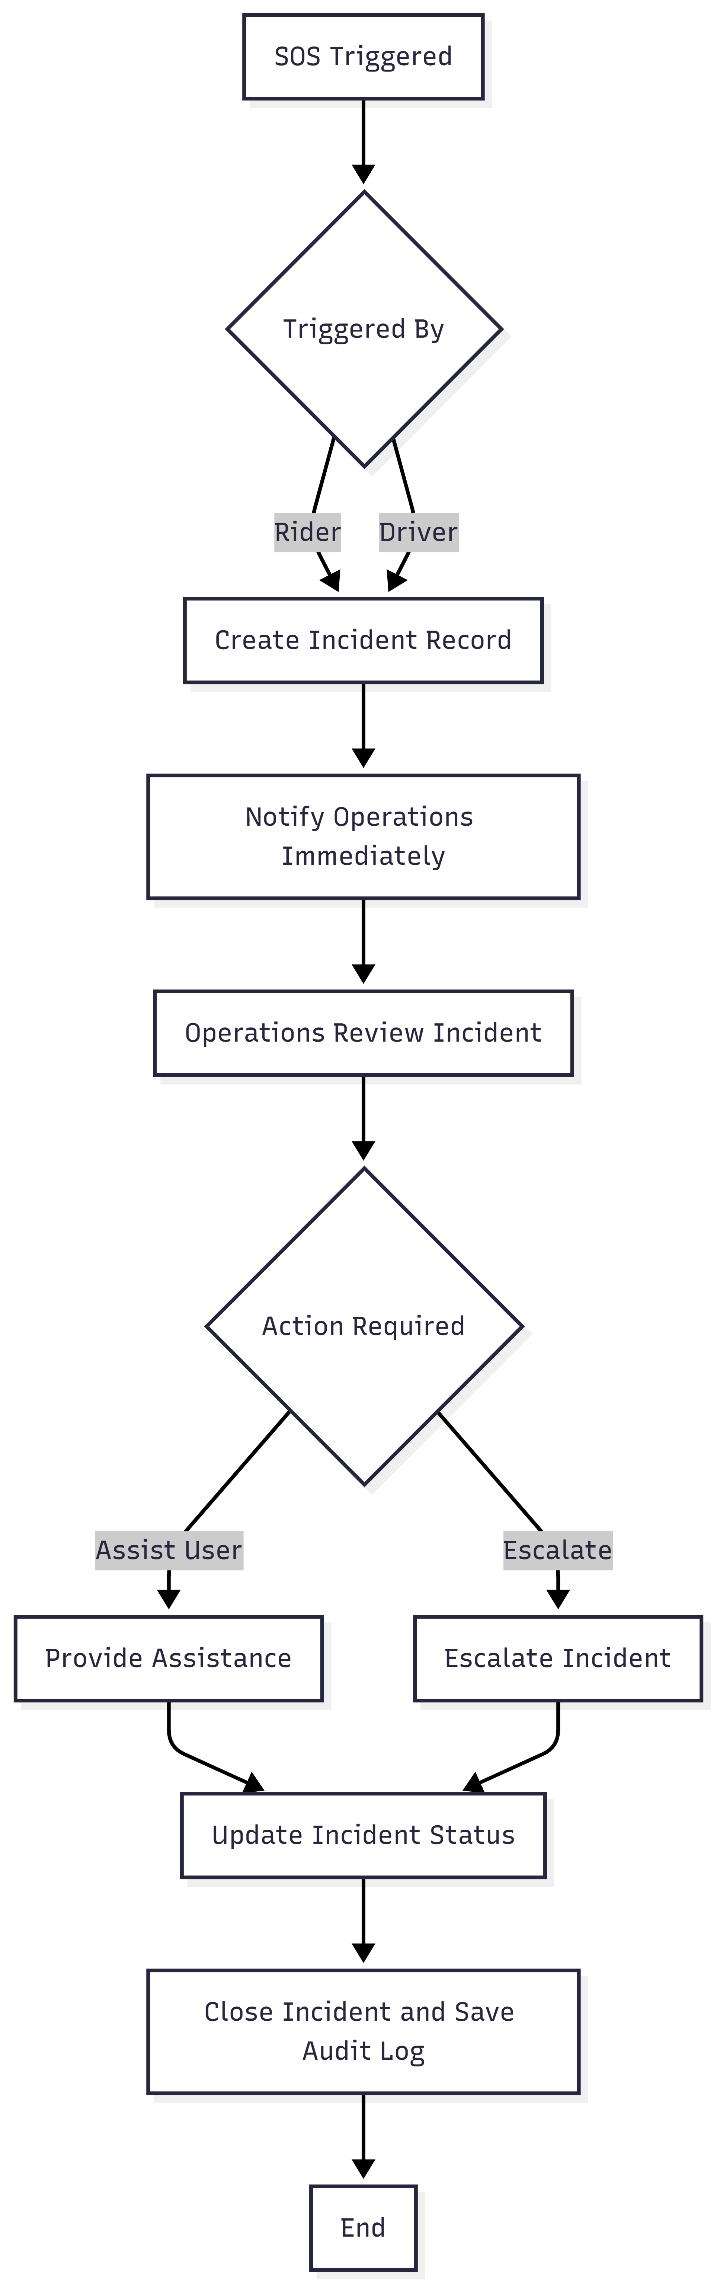 SOS Triggered
Triggered By
Rider
Driver
Create Incident Record
Notify Operations
Immediately
Operations Review Incident
Action Required
Assist User
Escalate
Provide Assistance
Escalate Incident
Update Incident Status
Close Incident and Save
Audit Log
End